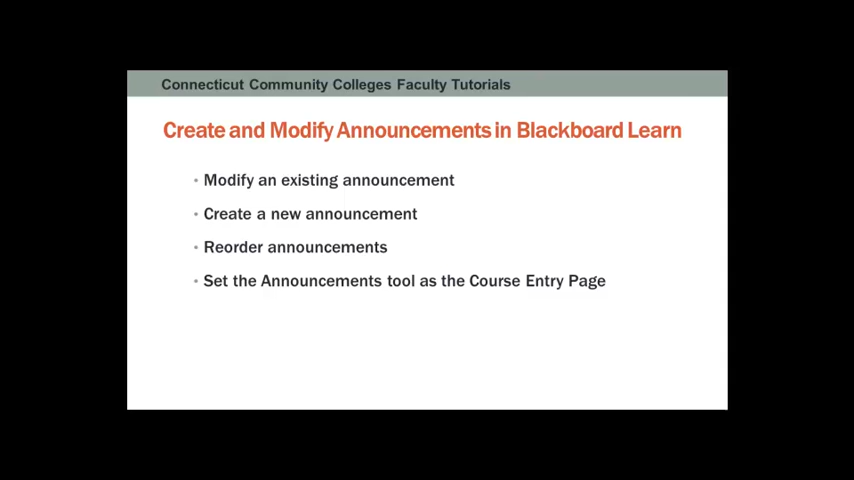 Connecticut Community Colleges Faculty Tutorials
Create and Modify Announcements in Blackboard Learn
• Modify an existing announcement
• Create a new announcement
• Reorder announcements
• Set the Announcements tool as the Course Entry Page